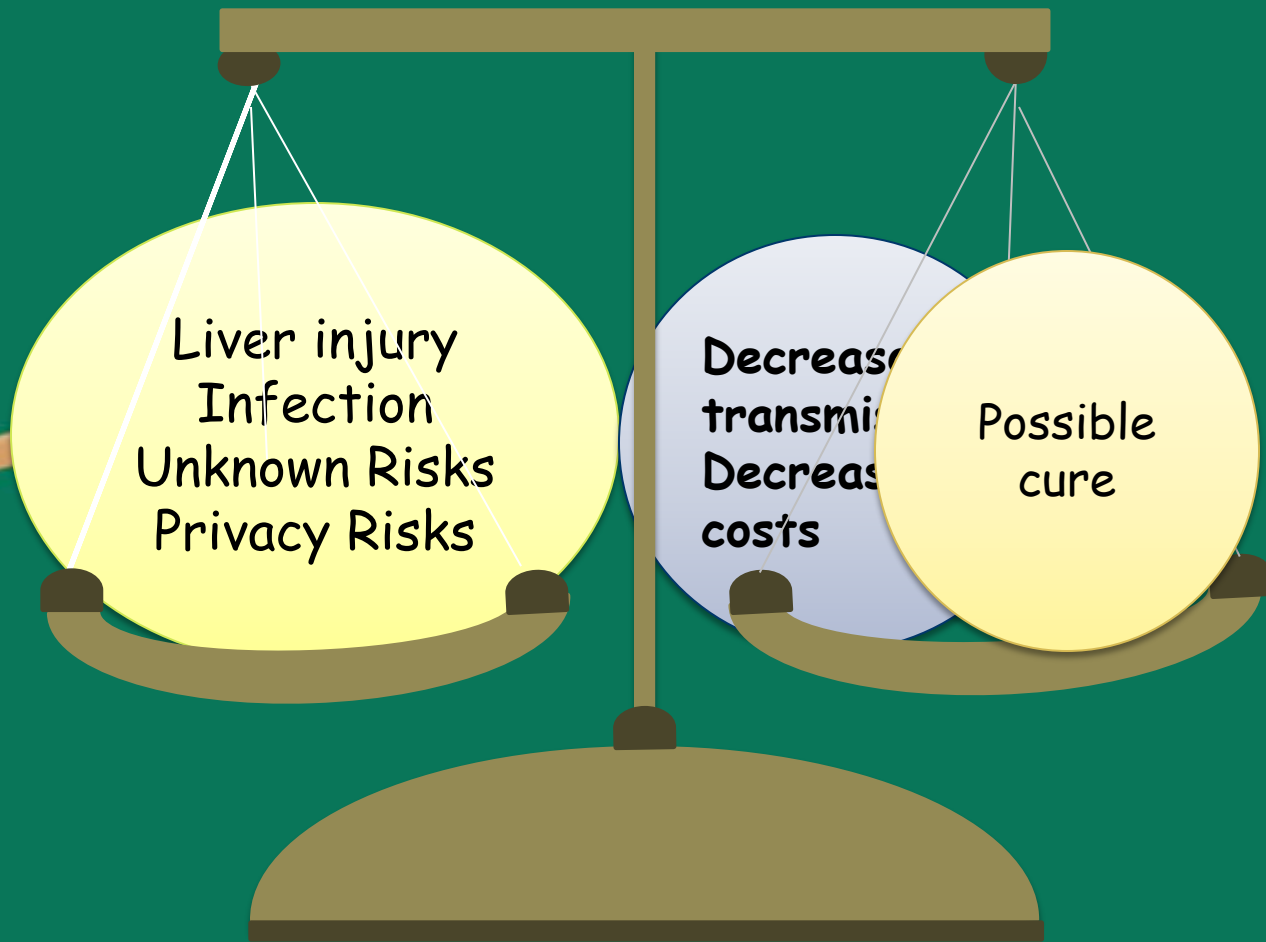 Liver injury
Infection
Unknown Risks
Privacy Risks
costs
Possible
cure